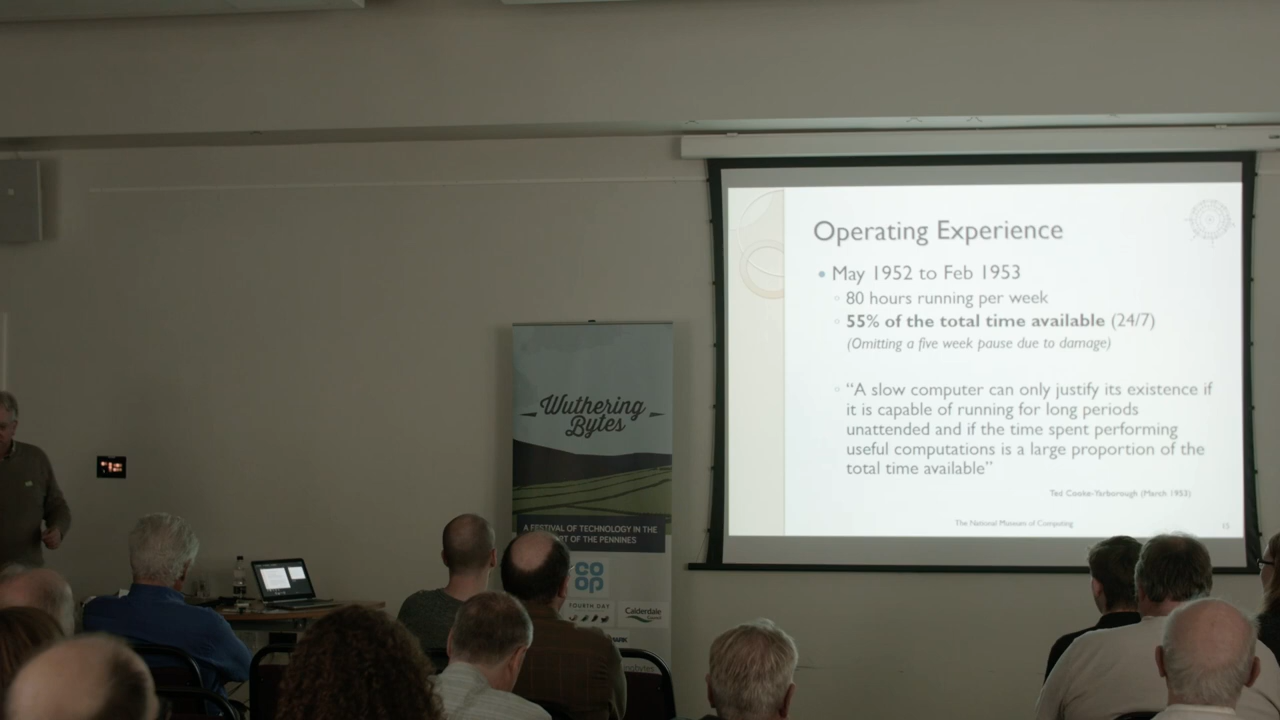 Operating Experience
May 1952 to Feb 1953
80 hours running per week
55% of the total time available (24/7)
(Omitting a five week pause due to damage)
“A slow computer can only justify its existence if
it is capable of running for long periods
unattended and if the time spent performing
useful computations is a large proportion of the
total time available”
Ted Cooke-Yarborough (March 1953)
The National Museum of Computing
15
Wuthering
Bytes
A FESTIVAL OF TECHNOLOGY IN THE
OF THE PENNINES
CO
OP
FOURTH DAY
Calderdale